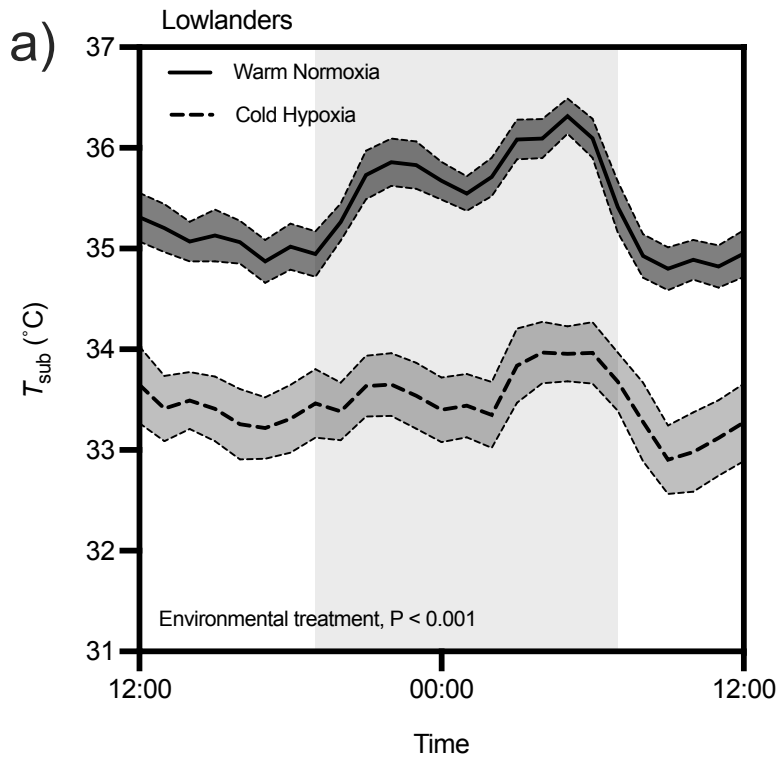 a)
Lowlanders
Warm Normoxia
Cold Hypoxia
37
36
35
34
33
32
31
Tsub (˚C)
Environmental treatment, P < 0.001
12:00
00:00
12:00
Time